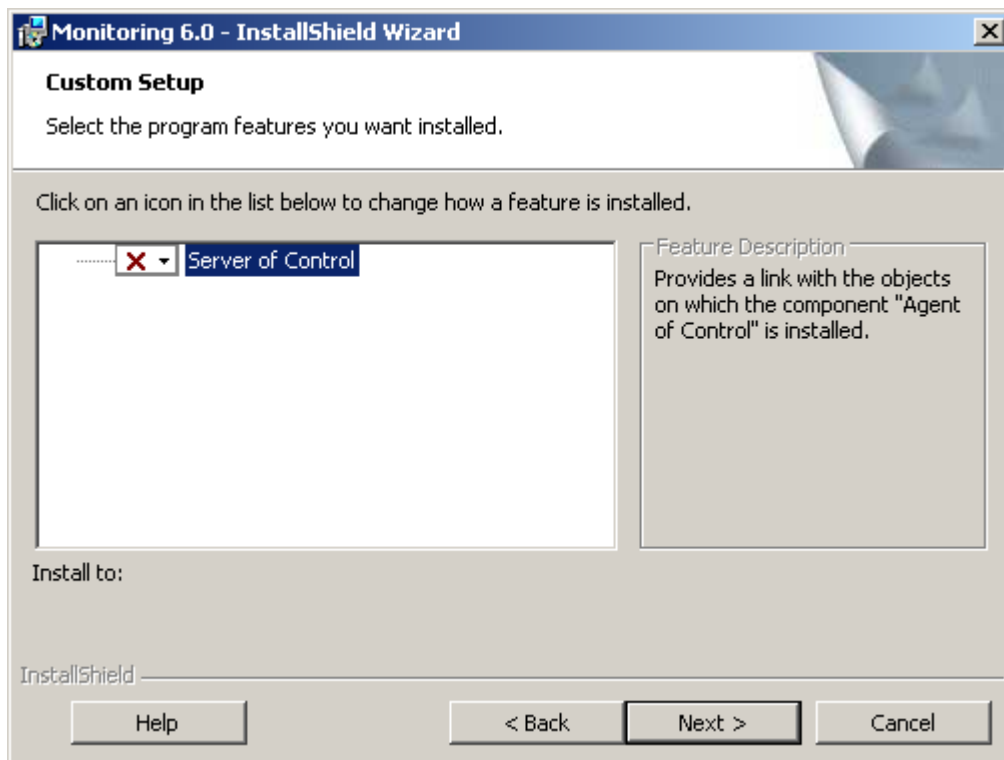 Monitoring 6.0 - InstallShield Wizard
Custom Setup
Select the program features you want installed.
Click on an icon in the list below to change how a feature is installed.
Server of Control
Feature Description
Provides a link with the objects
on which the component "Agent
of Control" is installed.
Install to:
InstallShield
Help
< Back
Next >
Cancel